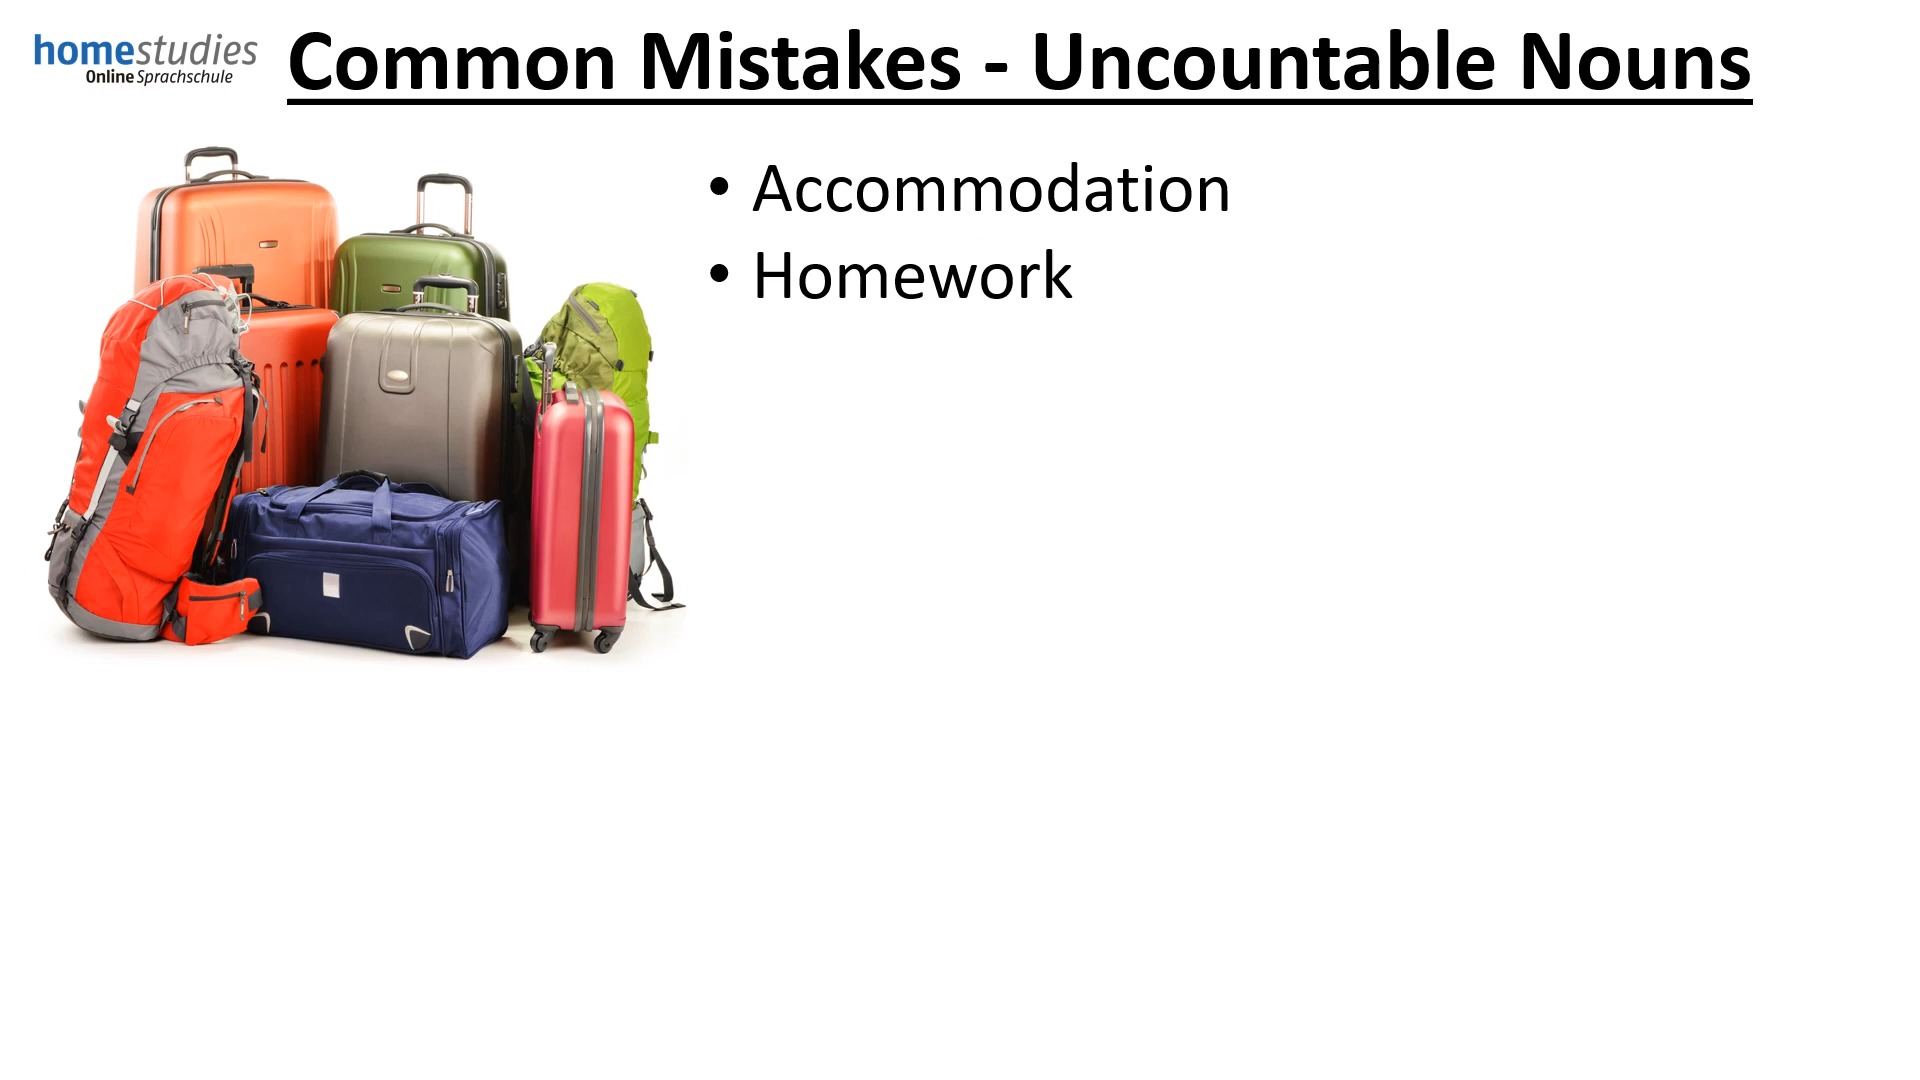 homestudies
Online Sprachschule
Common Mistakes - Uncountable Nouns
• Accommodation
• Homework